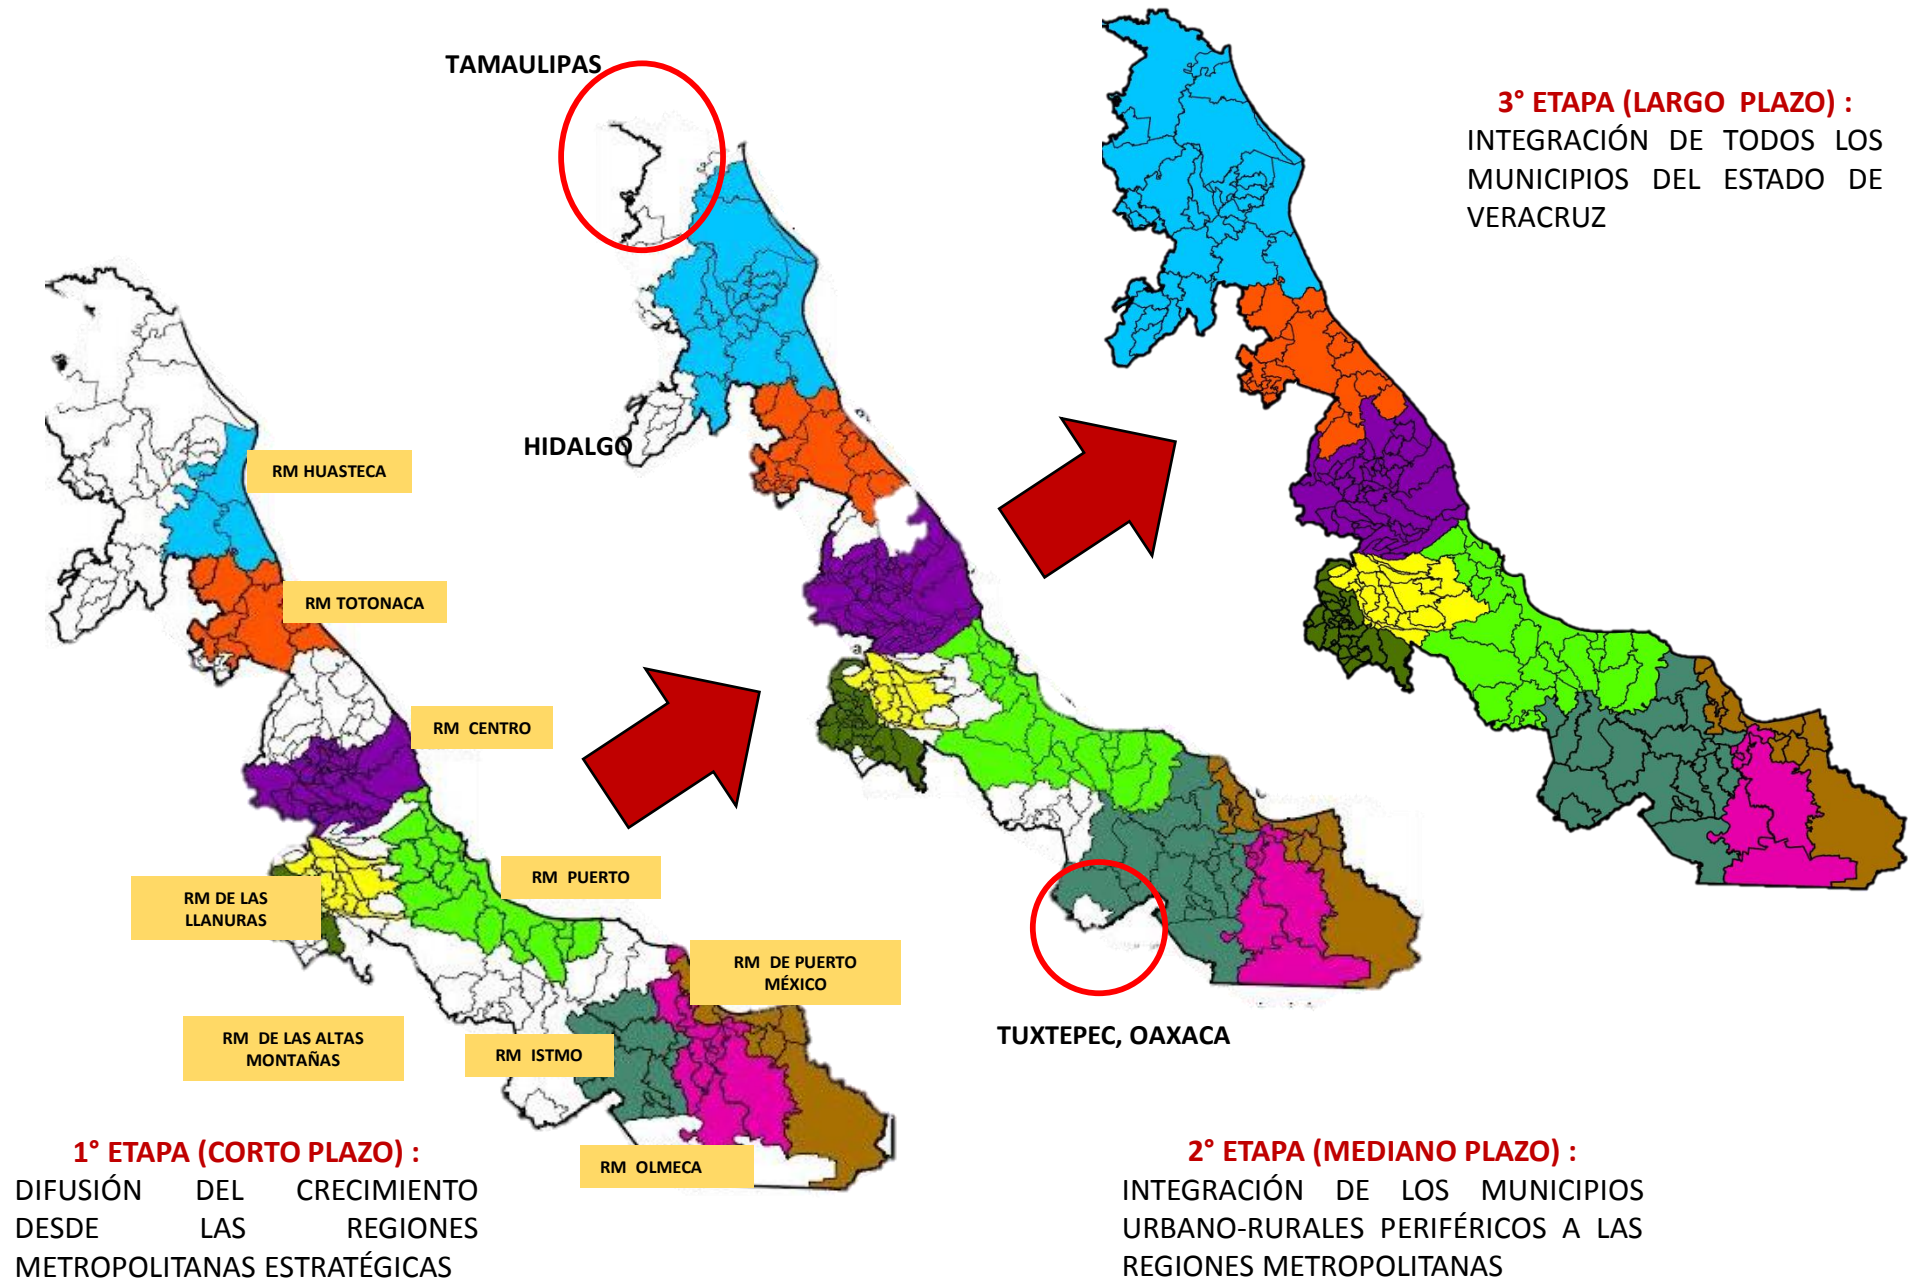 TAMAULIPAS
3° ETAPA (LARGO PLAZO) :
INTEGRACIÓN DE TODOS LOS
MUNICIPIOS DEL ESTADO DE
VERACRUZ
HIDALGO
RM HUASTECA
RM TOTONACA
RM CENTRO
RM PUERTO
RM DE LAS
LLANURAS
RM DE PUERTO
MÉXICO
RM DE LAS ALTAS
MONTAÑAS
RM ISTMO
RM OLMECA
TUXTEPEC, OAXACA
1° ETAPA (CORTO PLAZO) :
DIFUSIÓN DEL CRECIMIENTO
DESDE LAS REGIONES
METROPOLITANAS ESTRATÉGICAS
2° ETAPA (MEDIANO PLAZO) :
INTEGRACIÓN DE LOS MUNICIPIOS
URBANO-RURALES PERIFÉRICOS A LAS
REGIONES METROPOLITANAS